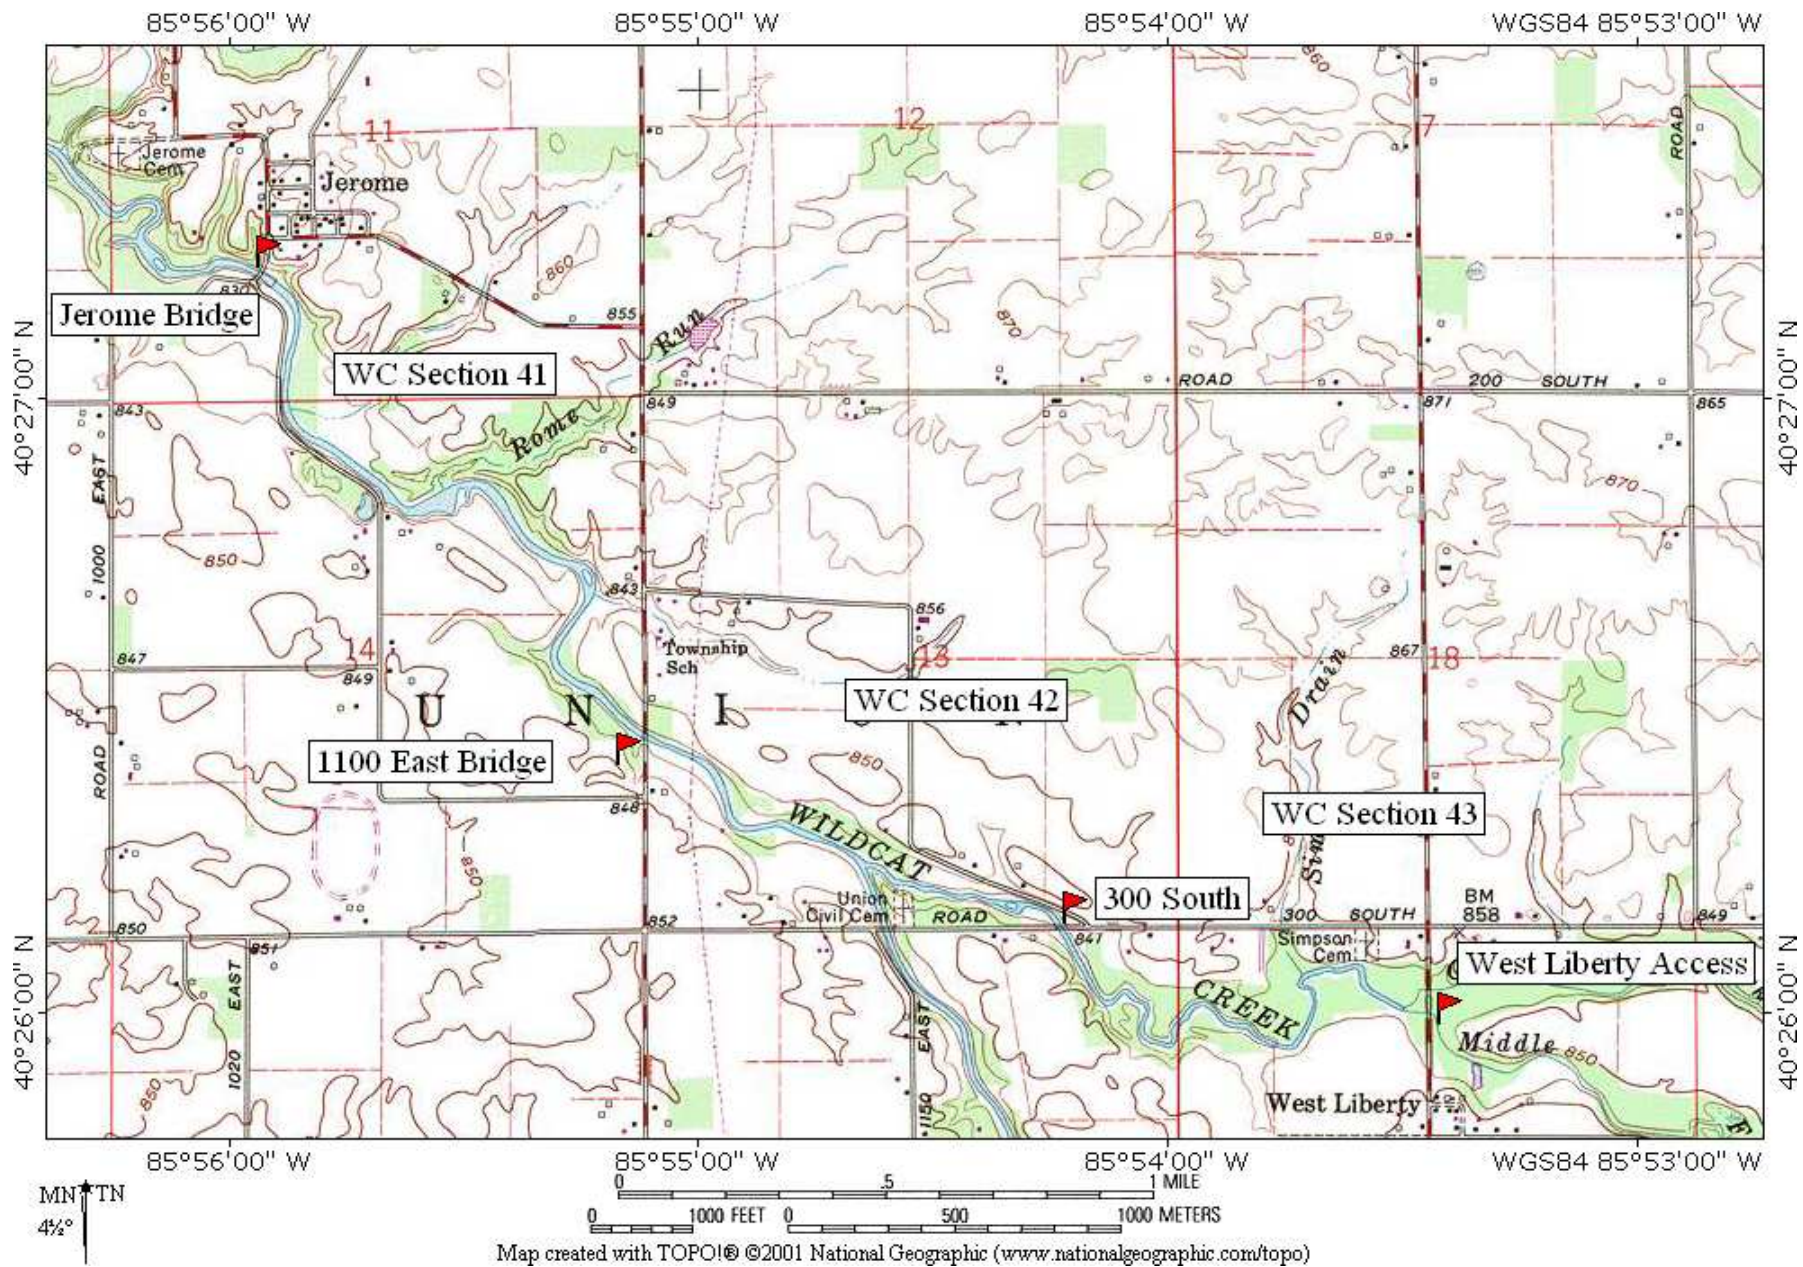 85°56'00" W 85°55'00" W 85°54'00" W WGS84 85°53'00" W
860
ROAD
11 12 7
Jerome
Cem
Jerome
860
830
Jerome Bridge
855
Run
870
40°27'00" N
40°27'00" N
WC Section 41
ROAD 200 SOUTH
843 849 871 865
Rome
EAST
870
850
1000
843
856
Township
Sch
14 13 867 18
847
849
Drain
WC Section 42
U N I N
1100 East Bridge
850
ROAD
848
WC Section 43
WILDCAT
850
300 South
Union
Civil Cem
ROAD
BM
858
300 SOUTH
849
850 852 841
2
851
Simpson
Cem
West Liberty Access
EAST
CREEK
40°26'00" N
40°26'00" N
EAST
Middle
850
1020
850
1150
West Liberty
F
85°56'00" W 85°55'00" W 85°54'00" W WGS84 85°53'00" W
MN TN
4½°
0 .5 1 MILE
0 1000 FEET 0 500 1000 METERS
Map created with TOPO!® ©2001 National Geographic (www.nationalgeographic.com/topo)